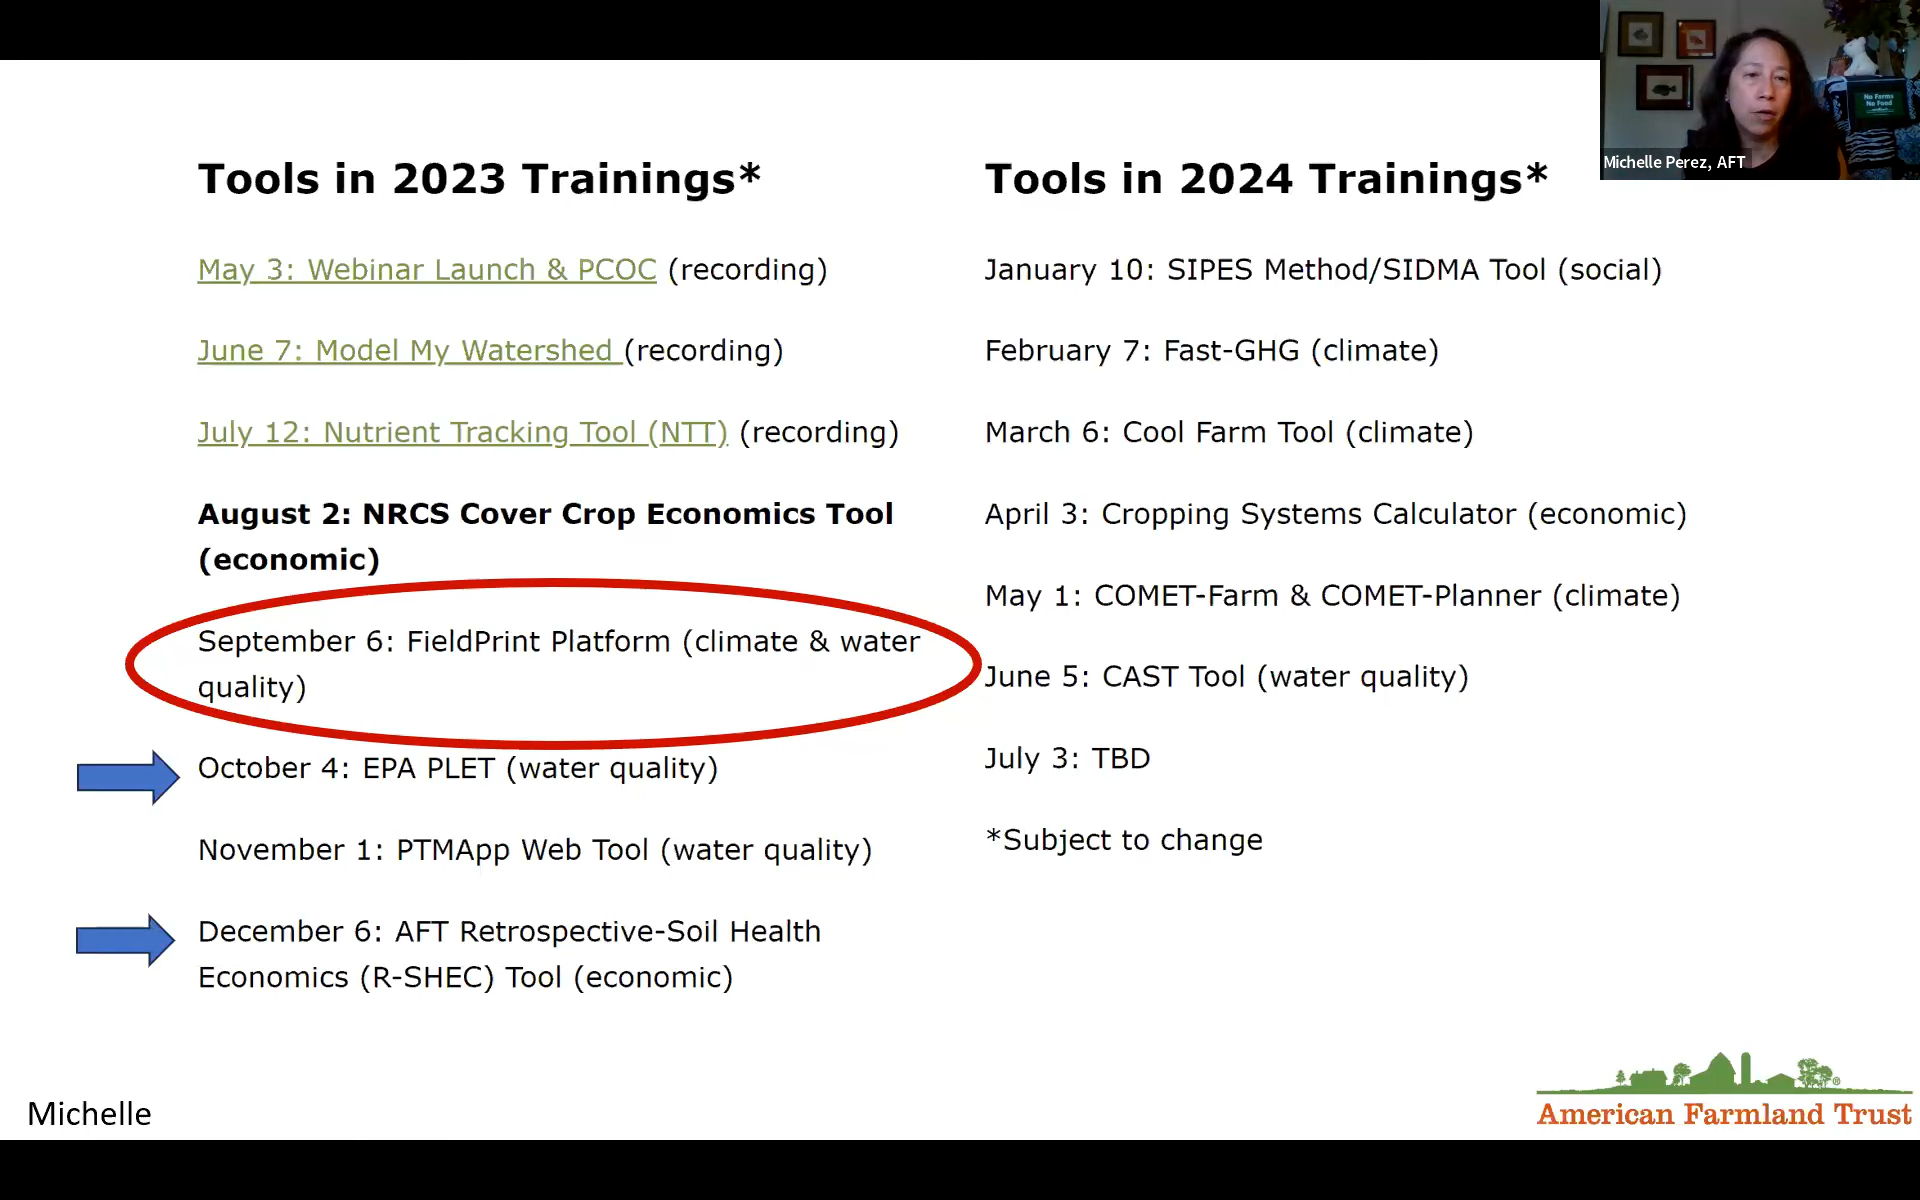 Tools in 2023 Trainings*
May 3: Webinar Launch & PCOC (recording)
June 7: Model My Watershed (recording)
July 12: Nutrient Tracking Tool (NTT) (recording)
August 2: NRCS Cover Crop Economics Tool
(economic)
September 6: FieldPrint Platform (climate & water
quality)
October 4: EPA PLET (water quality)
November 1: PTMApp Web Tool (water quality)
December 6: AFT Retrospective-Soil Health
Economics (R-SHEC) Tool (economic)
Tools in 2024 Trainings*
January 10: SIPES Method/SIDMA Tool (social)
February 7: Fast-GHG (climate)
March 6: Cool Farm Tool (climate)
April 3: Cropping Systems Calculator (economic)
May 1: COMET-Farm & COMET-Planner (climate)
June 5: CAST Tool (water quality)
July 3: TBD
*Subject to change
No Farms
No Food
Michelle Perez, AFT
Michelle
American Farmland Trust